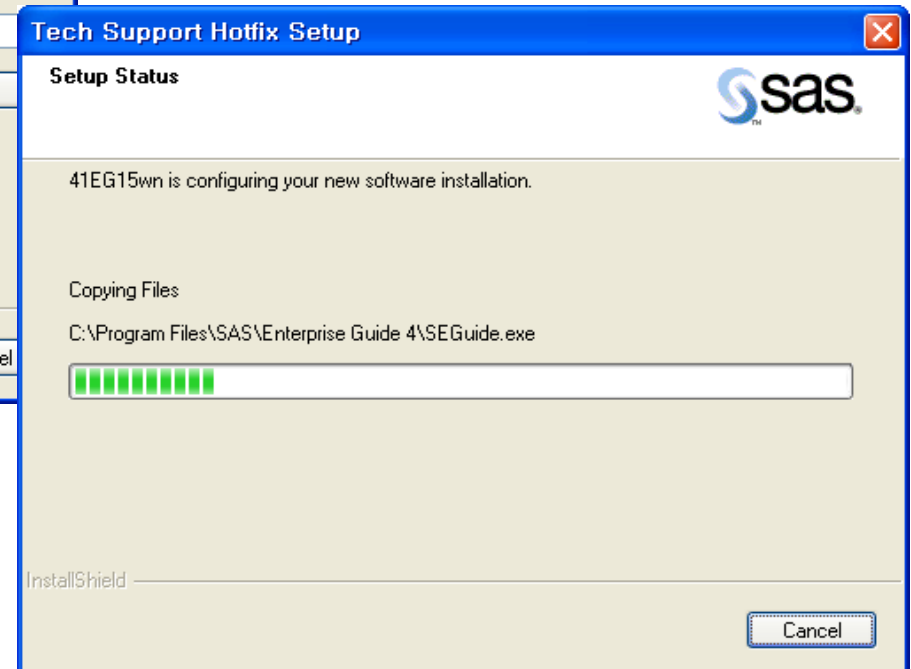 Tech Support Hotfix Setup
Setup Status
sas®
TM
41EG15wn is configuring your new software installation.
Copying Files
C:\Program Files\SAS\Enterprise Guide 4\SEGuide.exe
el
InstallShield
Cancel